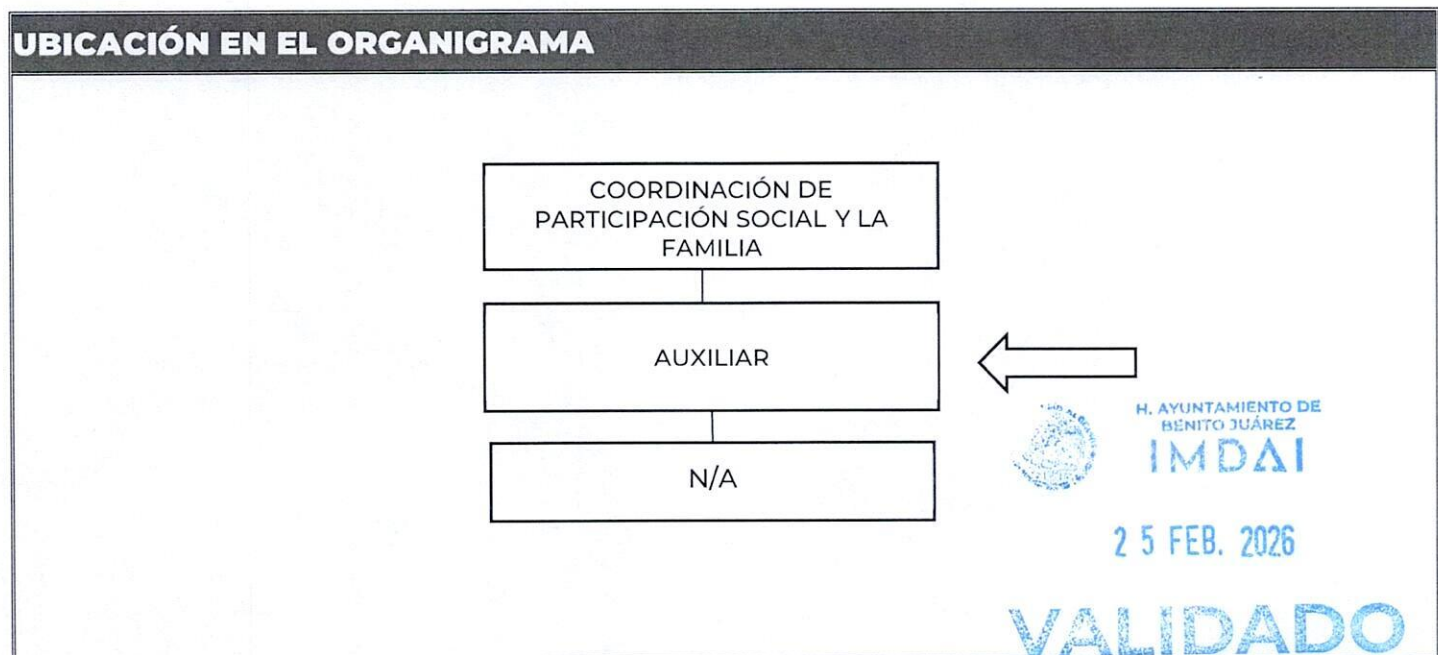 UBICACIÓN EN EL ORGANIGRAMA
COORDINACIÓN DE
PARTICIPACIÓN SOCIAL Y LA
FAMILIA
AUXILIAR
N/A
H. AYUNTAMIENTO DE
BENITO JUÁREZ
IMDAI
25 FEB. 2026
VALIDADO